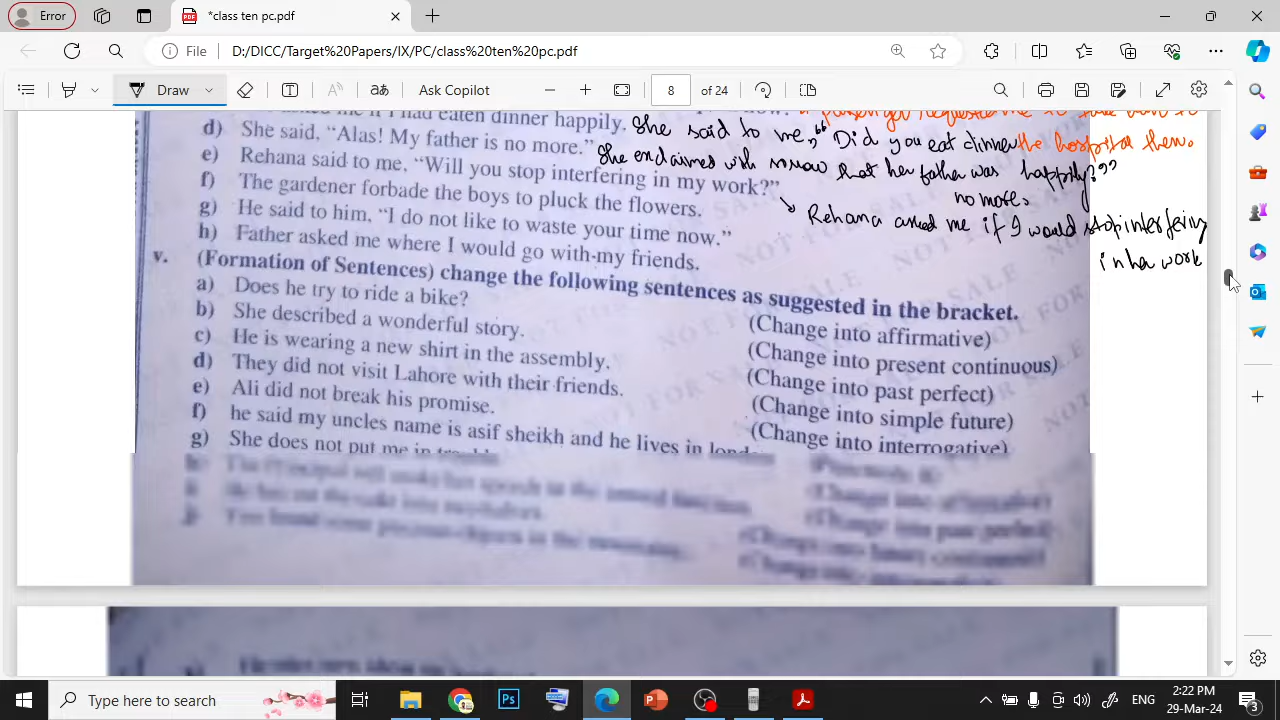 Error
*class ten pc.pdf
File D:/DICC/Target%20Papers/IX/PC/class%20ten%20pc.pdf
Draw
Ask Copilot
8 of 24
had eaten dinner happily. She said to me, "Did you eat dinner happily?"
the hospital then.
d) She said, "Alas! My father is no more." She exclaimed with sorrow that her father was no more.
e) Rehana said to me, "Will you stop interfering in my work?"
Rehana asked me if I would stop interfering in her work
f) The gardener forbade the boys to pluck the flowers.
g) He said to him, "I do not like to waste your time now."
h) Father asked me where I would go with my friends.
v. (Formation of Sentences) change the following sentences as suggested in the bracket.
a) Does he try to ride a bike? (Change into affirmative)
b) She described a wonderful story. (Change into present continuous)
c) He is wearing a new shirt in the assembly. (Change into past perfect)
d) They did not visit Lahore with their friends. (Change into simple future)
e) Ali did not break his promise. (Change into interrogative)
f) he said my uncles name is asif sheikh and he lives in london
g) She does not put me in
Type here to search
ENG
2:22 PM
29-Mar-24
3